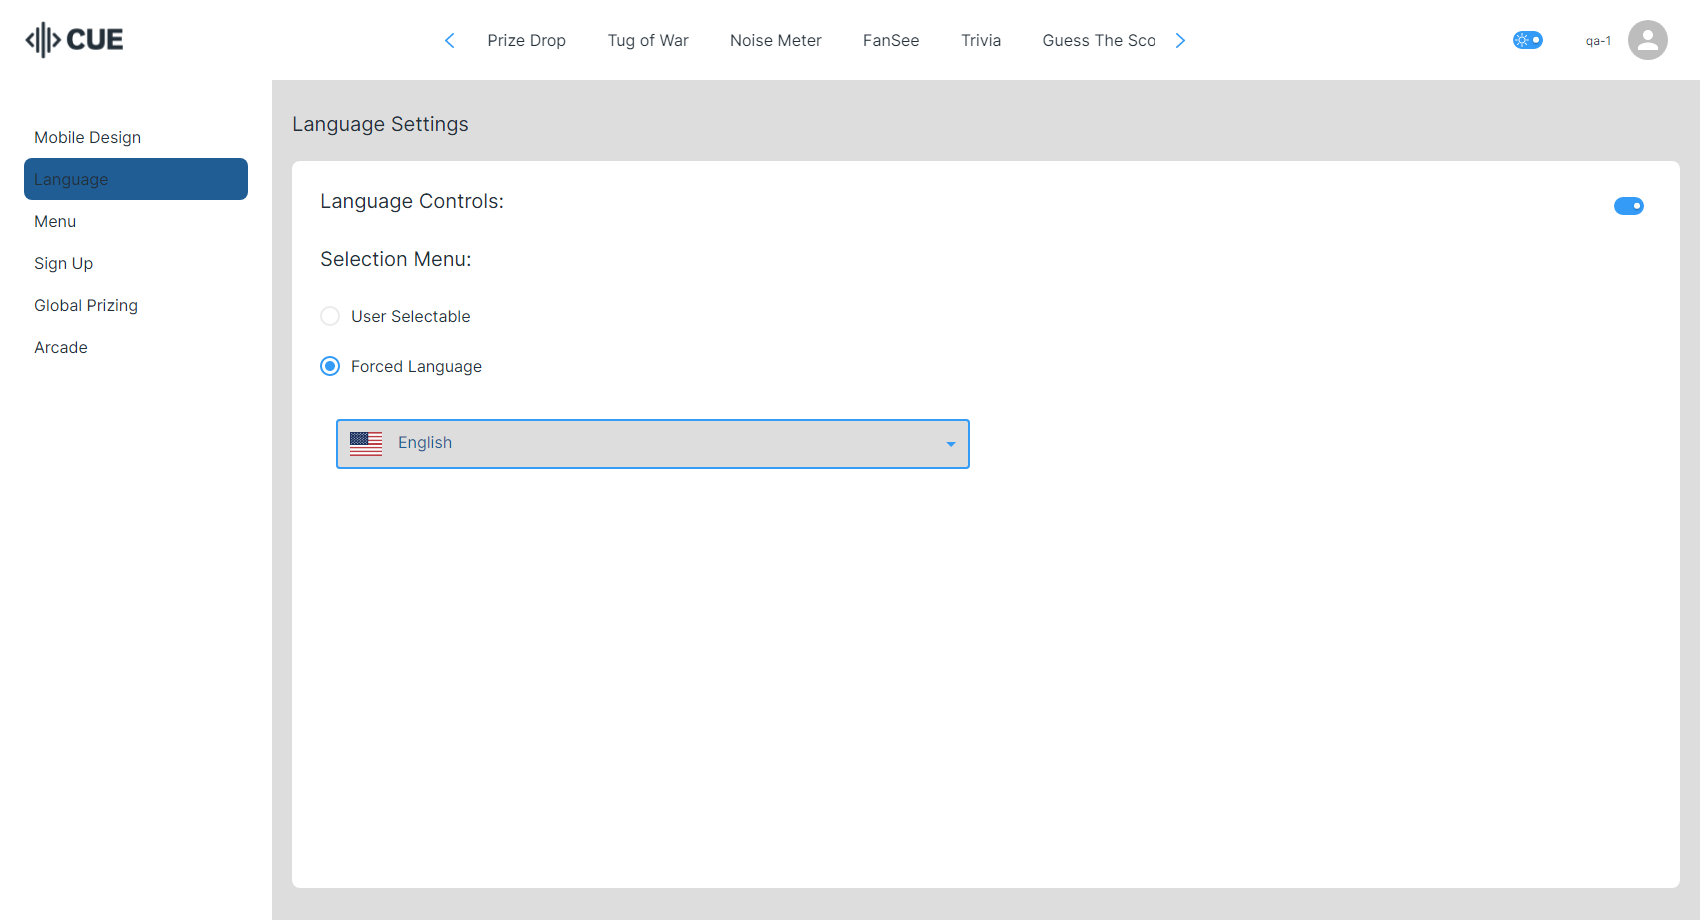 CUE
Prize Drop
Tug of War
Noise Meter
FanSee
Trivia
Guess The Sco
qa-1
Mobile Design
Language
Menu
Sign Up
Global Prizing
Arcade
Language Settings
Language Controls:
Selection Menu:
User Selectable
Forced Language
English